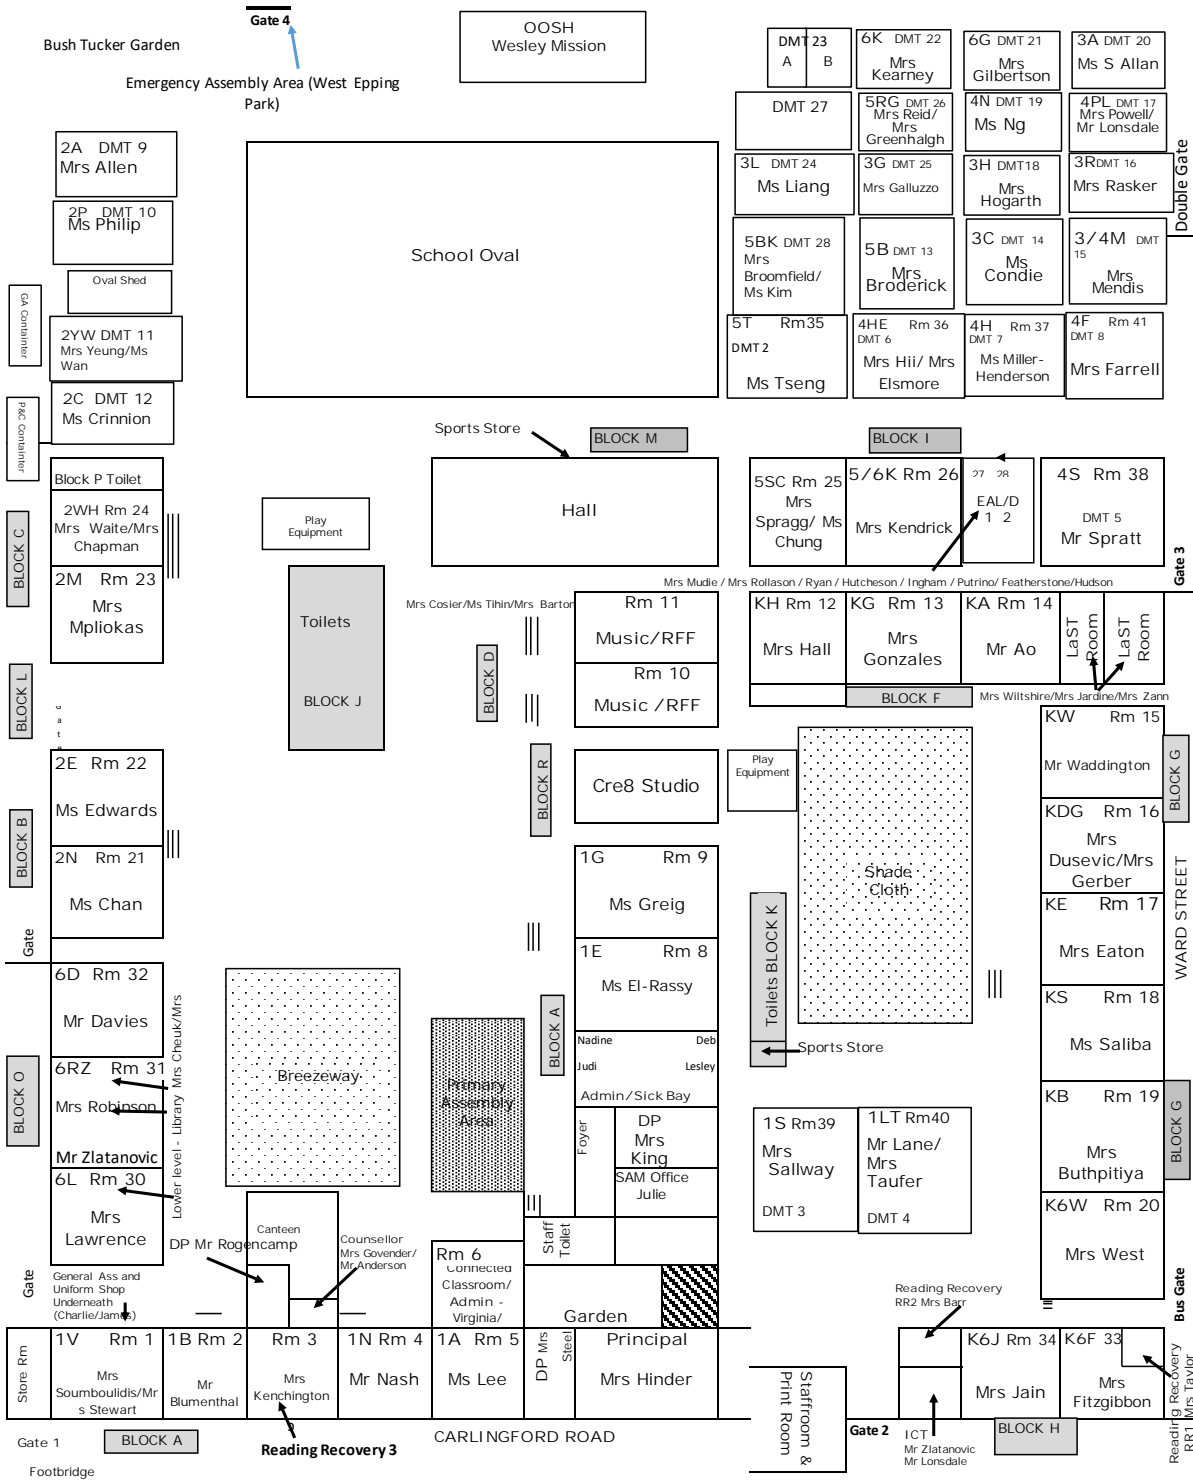 Gate 4
Bush Tucker Garden
Emergency Assembly Area (West Epping
Park)
OOSH
Wesley Mission
DMT 23
A B
6K DMT 22
Mrs
Kearney
6G DMT 21
Mrs
Gilbertson
3A DMT 20
Ms S Allan
DMT 27
5RG DMT 26
Mrs Reid/
Mrs
Greenhalgh
4N DMT 19
Ms Ng
4PL DMT 17
Mrs Powell/
Mr Lonsdale
3L DMT 24
Ms Liang
3G DMT 25
Mrs Galluzzo
3H DMT18
Mrs
Hogarth
3R DMT 16
Mrs Rasker
Double Gate
5BK DMT 28
Mrs
Broomfield/
Ms Kim
5B DMT 13
Mrs
Broderick
3C DMT 14
Ms
Condie
3/4M DMT
15
Mrs
Mendis
5T Rm35
DMT 2
Ms Tseng
4HE Rm 36
DMT 6
Mrs Hii/ Mrs
Elsmore
4H Rm 37
DMT 7
Ms Miller-
Henderson
4F Rm 41
DMT 8
Mrs Farrell
2A DMT 9
Mrs Allen
2P DMT 10
Ms Philip
Oval Shed
GA Containter
2YW DMT 11
Mrs Yeung/Ms
Wan
2C DMT 12
Ms Crinnion
P&C Containter
School Oval
Sports Store
BLOCK M
BLOCK I
Block P Toilet
2WH Rm 24
Mrs Waite/Mrs
Chapman
BLOCK C
2M Rm 23
Mrs
Mpliokas
Play
Equipment
Hall
5SC Rm 25
Mrs
Spragg/ Ms
Chung
5/6K Rm 26
Mrs Kendrick
27 28
EAL/D
1 2
4S Rm 38
DMT 5
Mr Spratt
Gate 3
Mrs Mudie / Mrs Rollason / Ryan / Hutcheson / Ingham / Putrino/ Featherstone/Hudson
Toilets
BLOCK J
Mrs Cosier/Ms Tihin/Mrs Barton
Rm 11
Music/RFF
Rm 10
Music /RFF
BLOCK D
KH Rm 12
Mrs Hall
KG Rm 13
Mrs
Gonzales
KA Rm 14
Mr Ao
LaST
Room
LaST
Room
BLOCK F
Mrs Wiltshire/Mrs Jardine/Mrs Zann
BLOCK L
Gate
2E Rm 22
Ms Edwards
BLOCK B
2N Rm 21
Ms Chan
Gate
BLOCK R
Cre8 Studio
Play
Equipment
Shade
Cloth
KW Rm 15
Mr Waddington
BLOCK G
KDG Rm 16
Mrs
Dusevic/Mrs
Gerber
KE Rm 17
Mrs Eaton
WARD STREET
KS Rm 18
Ms Saliba
KB Rm 19
Mrs
Buthpitiya
BLOCK G
K6W Rm 20
Mrs West
1G Rm 9
Ms Greig
1E Rm 8
Ms El-Rassy
BLOCK A
Nadine Deb
Judi Lesley
Admin/Sick Bay
Foyer
DP
Mrs
King
SAM Office
Julie
Staff
Toilet
Toilets BLOCK K
Sports Store
1S Rm39
Mrs
Sallway
DMT 3
1LT Rm40
Mr Lane/
Mrs
Taufer
DMT 4
6D Rm 32
Mr Davies
BLOCK O
6RZ Rm 31
Mrs Robinson
Mr Zlatanovic
6L Rm 30
Mrs
Lawrence
Lower level - Library Mrs Cheuk/Mrs
Breezeway
Primary
Assembly
Area
Canteen
DP Mr Rogencamp
Counsellor
Mrs Govender/
Mr Anderson
Gate
General Ass and
Uniform Shop
Underneath
(Charlie/James)
Rm 6
Connected
Classroom/
Admin -
Virginia/
Garden
Reading Recovery
RR2 Mrs Barr
Bus Gate
Store Rm
1V Rm 1
Mrs
Soumboulidis/Mr
s Stewart
1B Rm 2
Mr
Blumenthal
Rm 3
Mrs
Kenchington
1N Rm 4
Mr Nash
1A Rm 5
Ms Lee
DP Mrs
Steel
Principal
Mrs Hinder
Staffroom &
Print Room
K6J Rm 34
Mrs Jain
K6F 33
Mrs
Fitzgibbon
Reading Recovery
RR1 Mrs Taylor
Gate 1
BLOCK A
Reading Recovery 3
CARLINGFORD ROAD
Gate 2
ICT
Mr Zlatanovic
Mr Lonsdale
BLOCK H
Footbridge